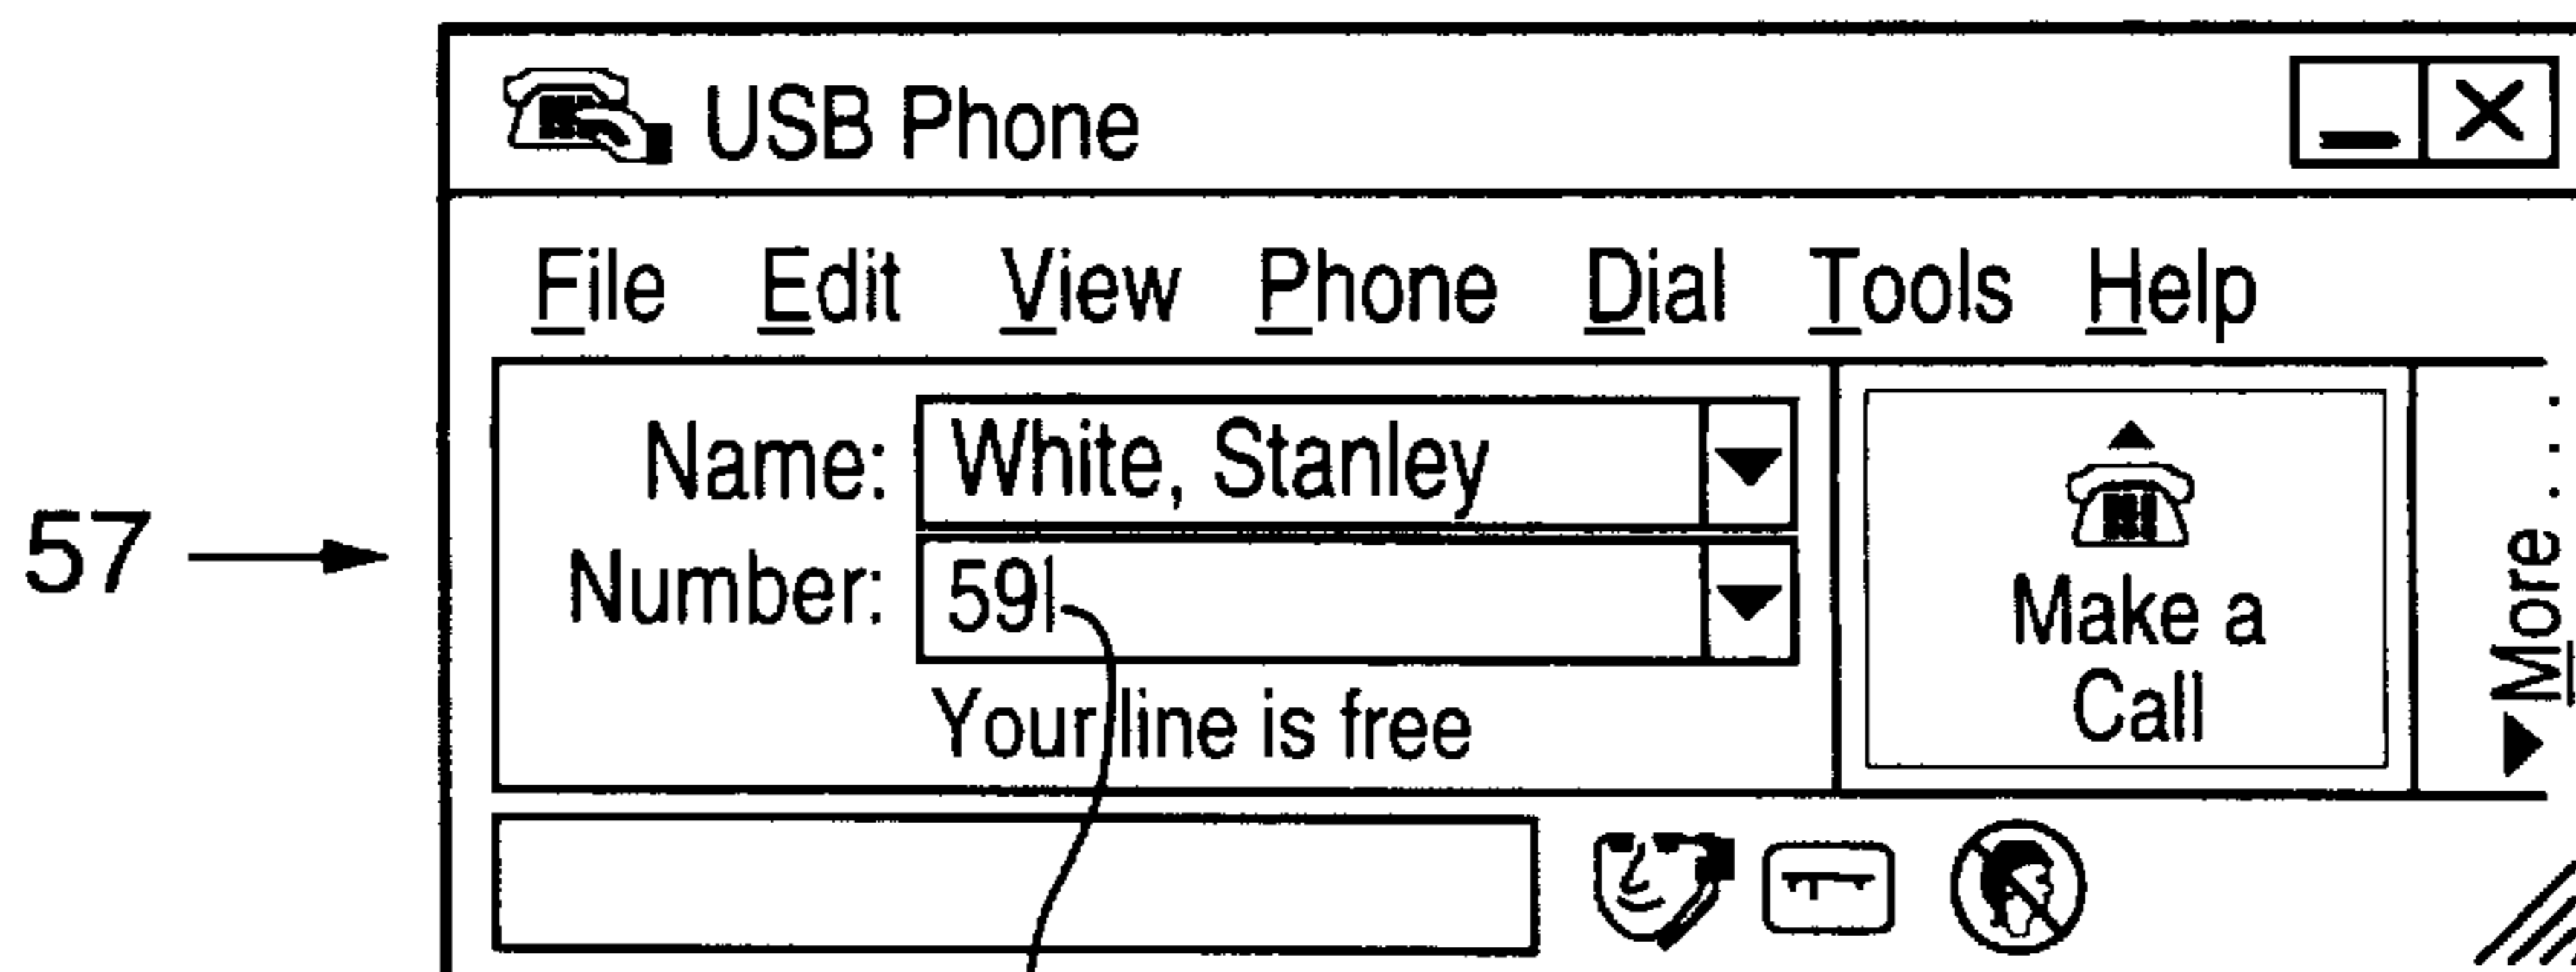 USB Phone
File Edit View Phone Dial Tools Help
Name: White, Stanley
57
Number: 59
Your line is free
Make a
Call
More . . .